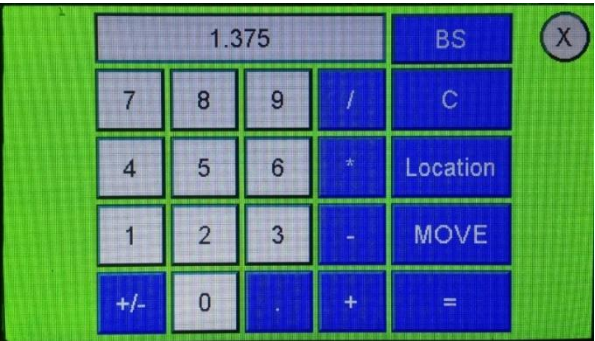 1.375 BS X
7 8 9 / C
4 5 6 * Location
1 2 3 - MOVE
+/- 0 . + =